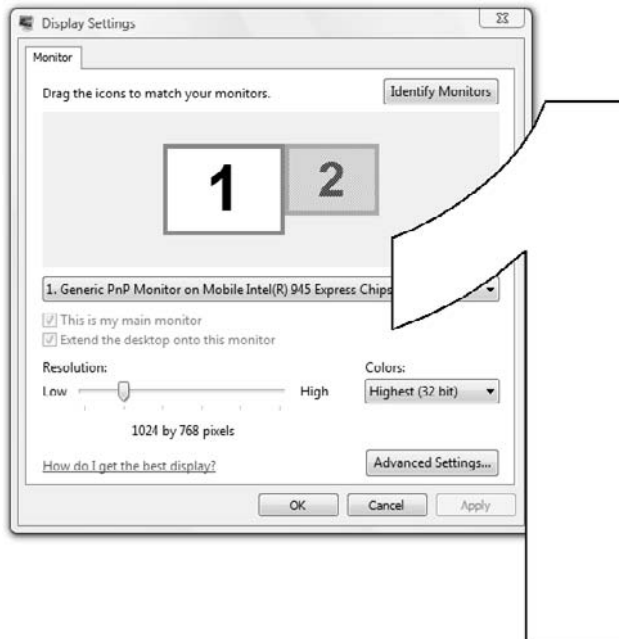 Display Settings
Monitor
Drag the icons to match your monitors.
Identify Monitors
1
2
1. Generic PnP Monitor on Mobile Intel(R) 945 Express Chips
This is my main monitor
Extend the desktop onto this monitor
Resolution:
Low
High
1024 by 768 pixels
Colors:
Highest (32 bit)
How do I get the best display?
Advanced Settings...
OK
Cancel
Apply